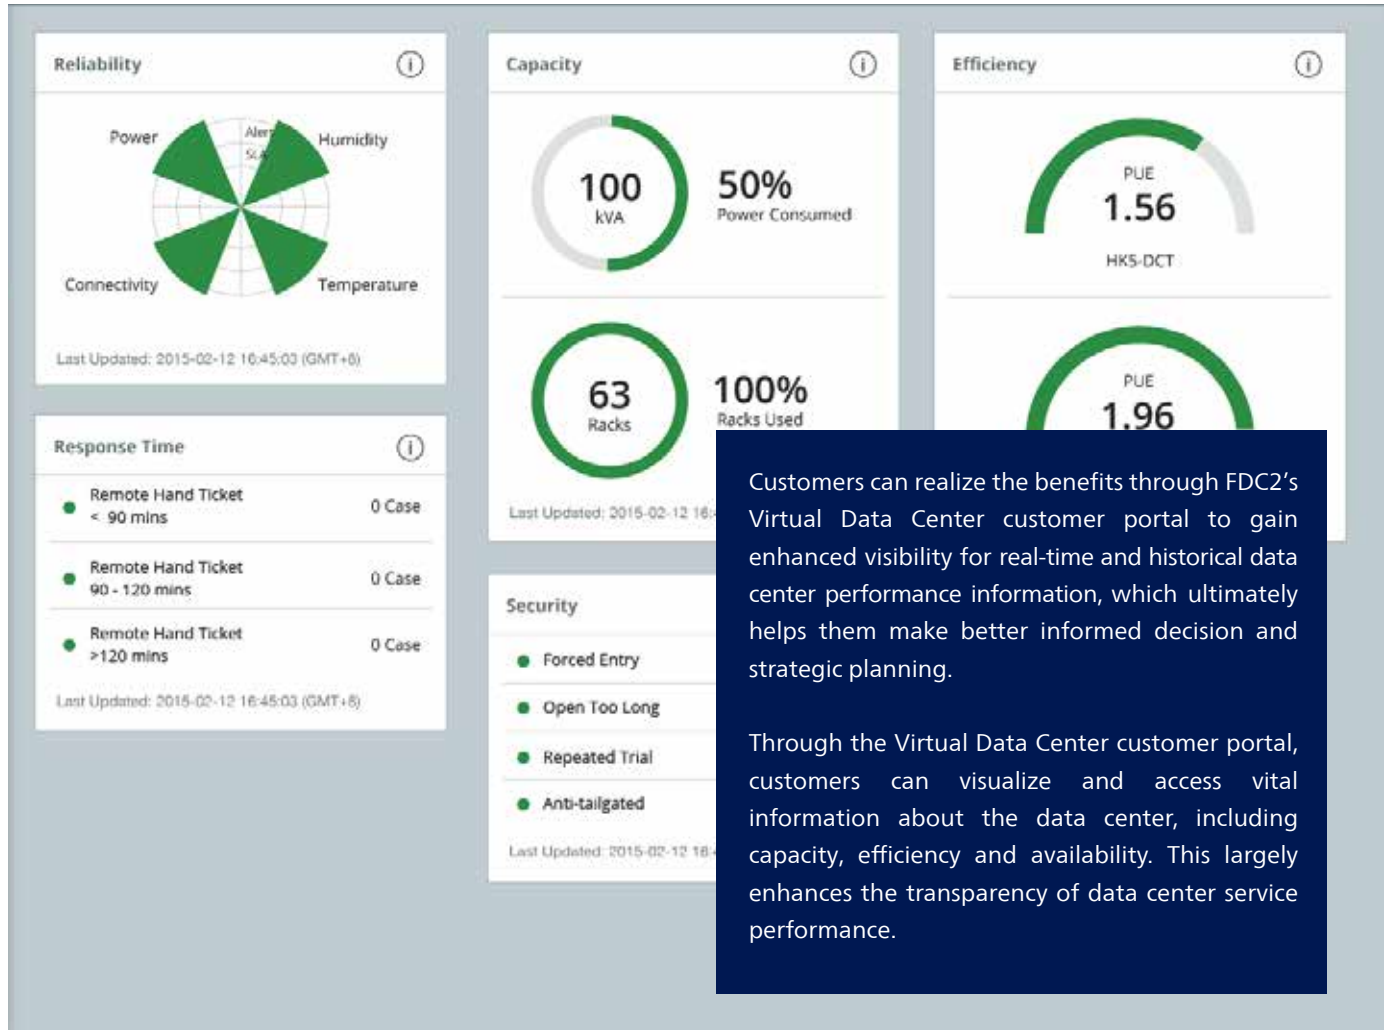 Reliability
Power
Humidity
Connectivity
Temperature
Last Updated: 2015-02-12 16:45:03 (GMT+8)
Response Time
Remote Hand Ticket
< 90 mins
0 Case
Remote Hand Ticket
90 - 120 mins
0 Case
Remote Hand Ticket
>120 mins
0 Case
Last Updated: 2015-02-12 16:45:03 (GMT+8)
Capacity
100
kVA
50%
Power Consumed
63
Racks
100%
Racks Used
Last Updated: 2015-02-12 16:
Security
Forced Entry
Open Too Long
Repeated Trial
Anti-tailgated
Last Updated: 2015-02-12 16:
Efficiency
PUE
1.56
HK5-DCT
PUE
1.96
Customers can realize the benefits through FDC2’s
Virtual Data Center customer portal to gain
enhanced visibility for real-time and historical data
center performance information, which ultimately
helps them make better informed decision and
strategic planning.
Through the Virtual Data Center customer portal,
customers can visualize and access vital
information about the data center, including
capacity, efficiency and availability. This largely
enhances the transparency of data center service
performance.